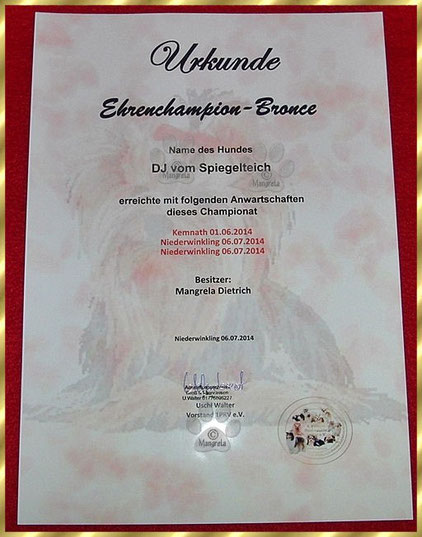 Urkunde
Ehrenchampion-Bronce
Name des Hundes
DJ vom Spiegelteich
Mangrela
Mangrela
erreichte mit folgenden Anwartschaften
dieses Championat
Kemnath 01.06.2014
Niederwinkling 06.07.2014
Niederwinkling 06.07.2014
Besitzer:
Mangrela Dietrich
Niederwinkling 06.07.2014
Uschi Walter
Vorstand e.V.
©
Mangrela